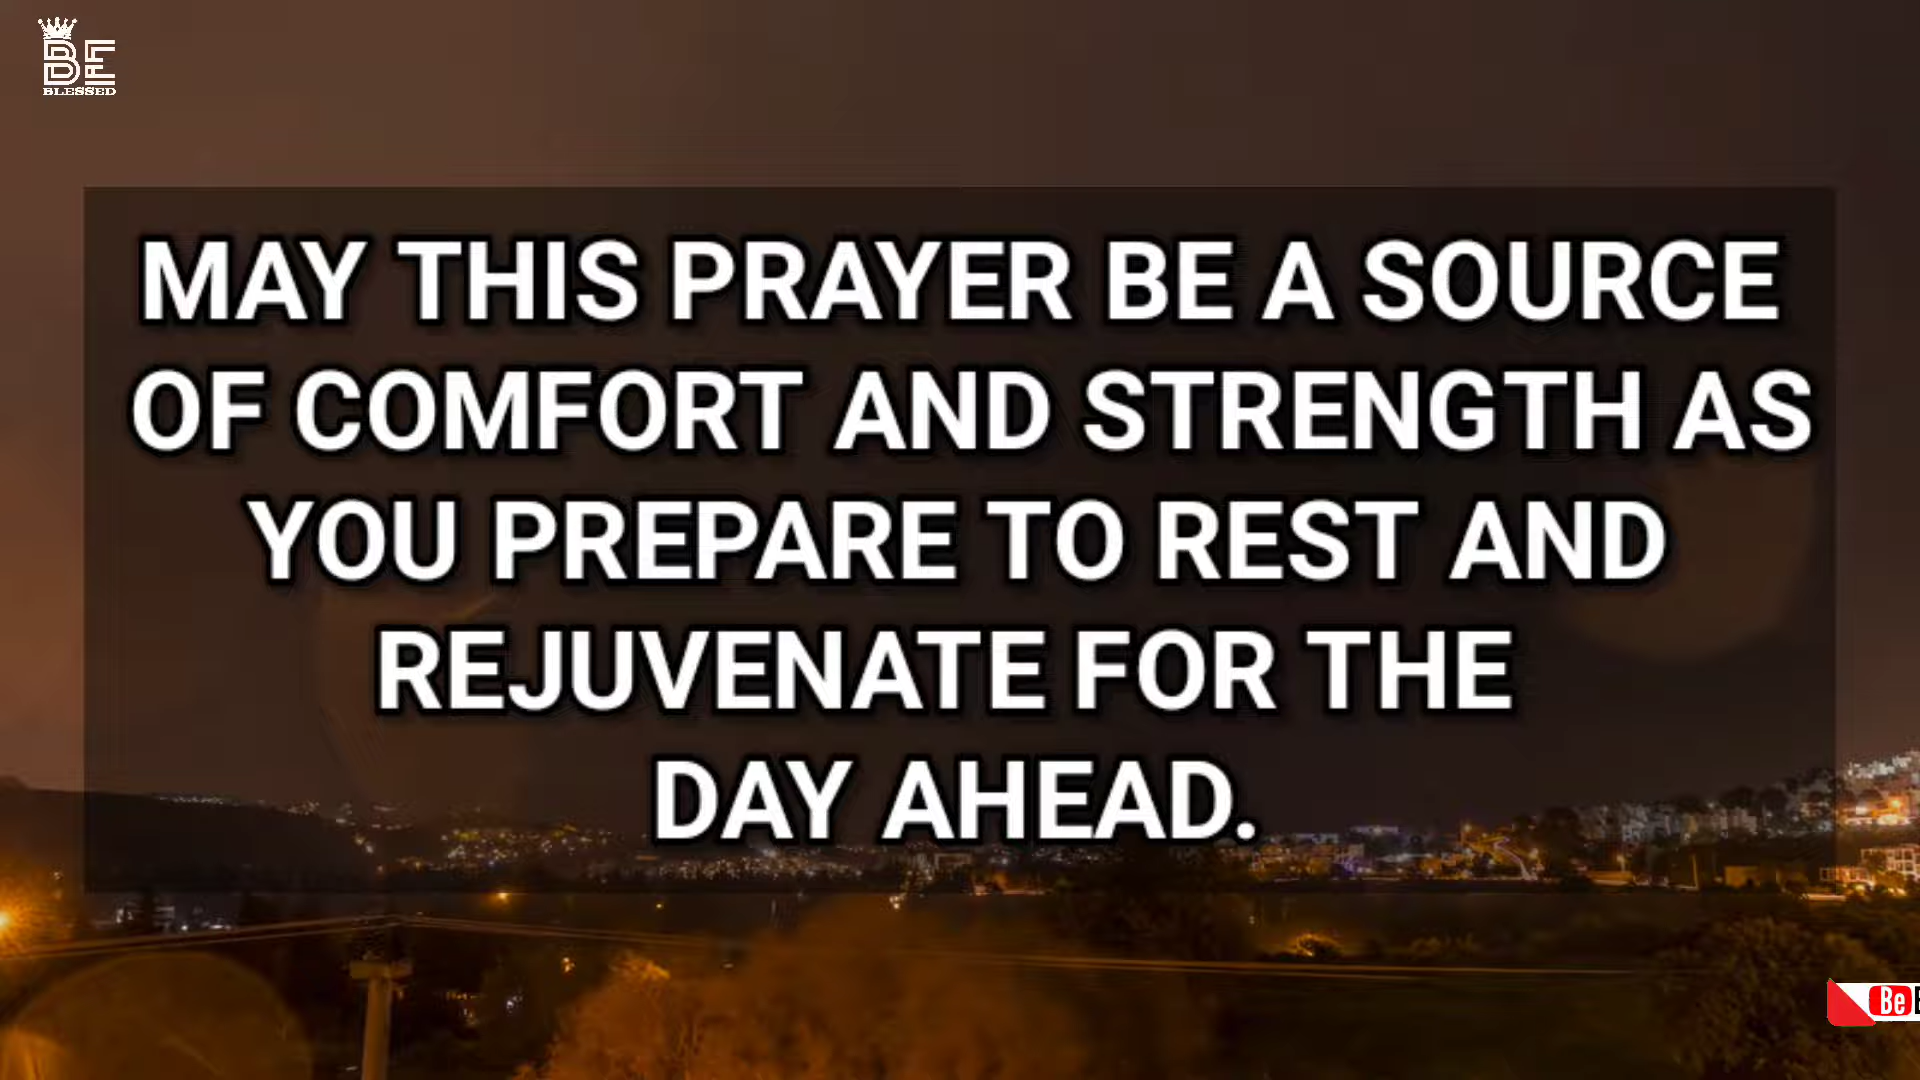 BE
BLESSED
MAY THIS PRAYER BE A SOURCE
OF COMFORT AND STRENGTH AS
YOU PREPARE TO REST AND
REJUVENATE FOR THE
DAY AHEAD.
Be